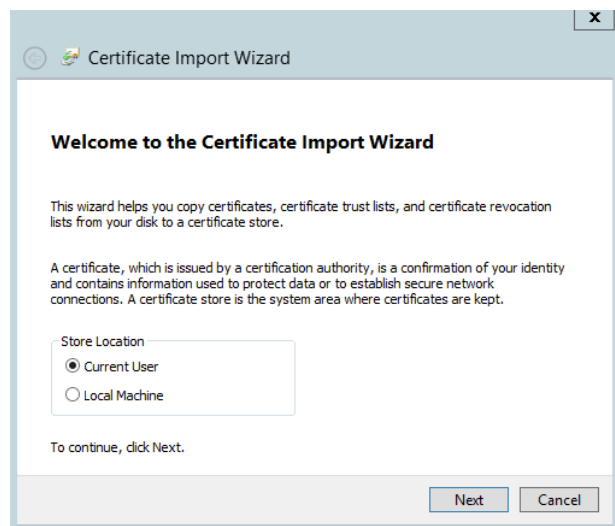 x
Certificate Import Wizard
Welcome to the Certificate Import Wizard
This wizard helps you copy certificates, certificate trust lists, and certificate revocation
lists from your disk to a certificate store.
A certificate, which is issued by a certification authority, is a confirmation of your identity
and contains information used to protect data or to establish secure network
connections. A certificate store is the system area where certificates are kept.
Store Location
Current User
Local Machine
To continue, click Next.
Next Cancel